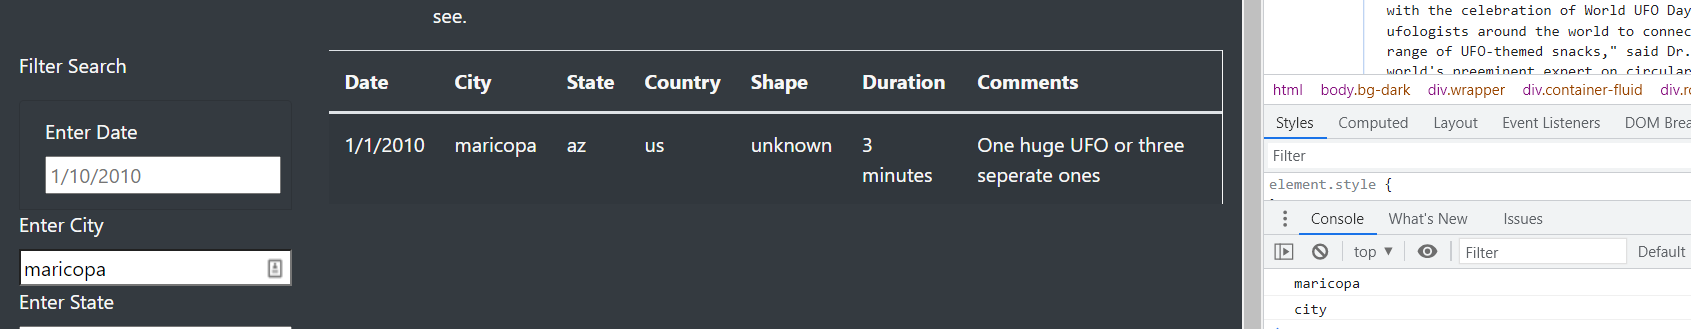 see.
Filter Search
Enter Date
1/10/2010
Enter City
maricopa
Enter State
Date City State Country Shape Duration Comments
1/1/2010 maricopa az us unknown 3 minutes One huge UFO or three seperate ones
with the celebration of World UFO Day
ufologists around the world to connec
range of UFO-themed snacks," said Dr.
world's preeminent expert on circular
html body.bg-dark div.wrapper div.container-fluid div.ro
Styles Computed Layout Event Listeners DOM Brea
Filter
element.style {
Console What's New Issues
top ▼ Filter Default
maricopa
city